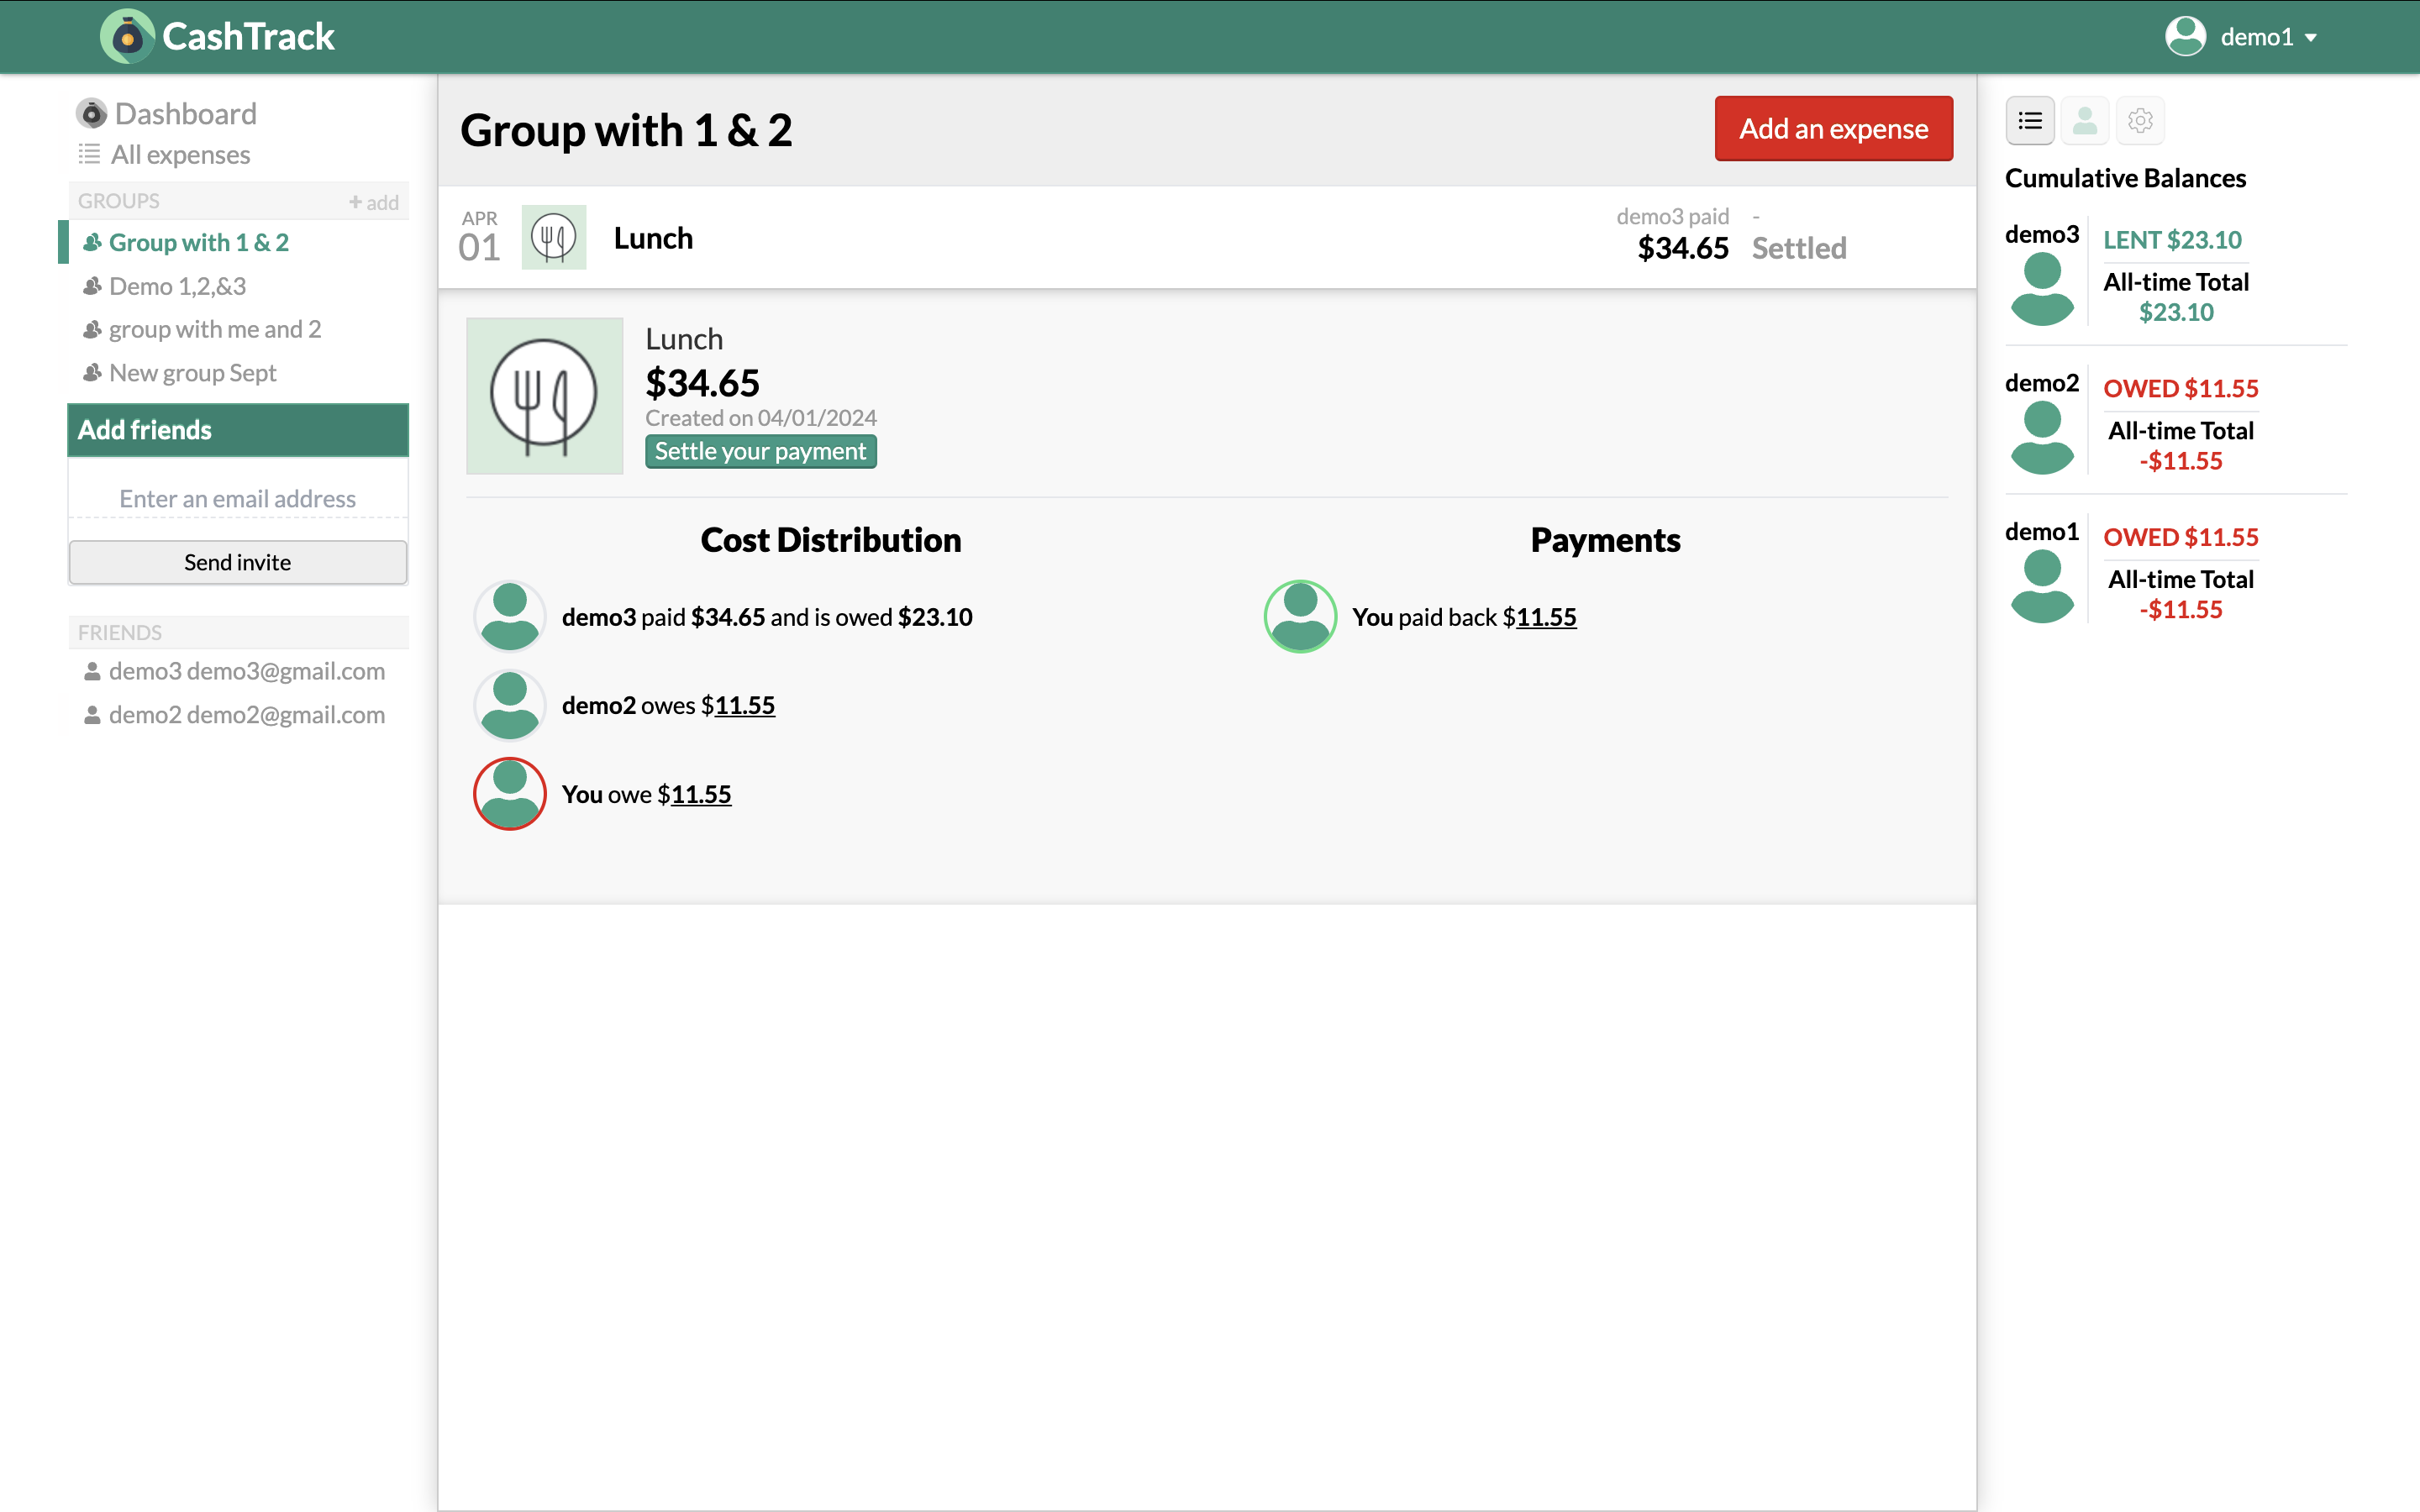 CashTrack
demo1
Dashboard
All expenses
GROUPS
+ add
Group with 1 & 2
Demo 1,2,&3
group with me and 2
New group Sept
Add friends
Enter an email address
Send invite
FRIENDS
demo3 demo3@gmail.com
demo2 demo2@gmail.com
Group with 1 & 2
Add an expense
APR
01
Lunch
demo3 paid
$34.65
-
Settled
Lunch
$34.65
Created on 04/01/2024
Settle your payment
Cost Distribution
demo3 paid $34.65 and is owed $23.10
demo2 owes $11.55
You owe $11.55
Payments
You paid back $11.55
Cumulative Balances
demo3
LENT $23.10
All-time Total
$23.10
demo2
OWED $11.55
All-time Total
-$11.55
demo1
OWED $11.55
All-time Total
-$11.55